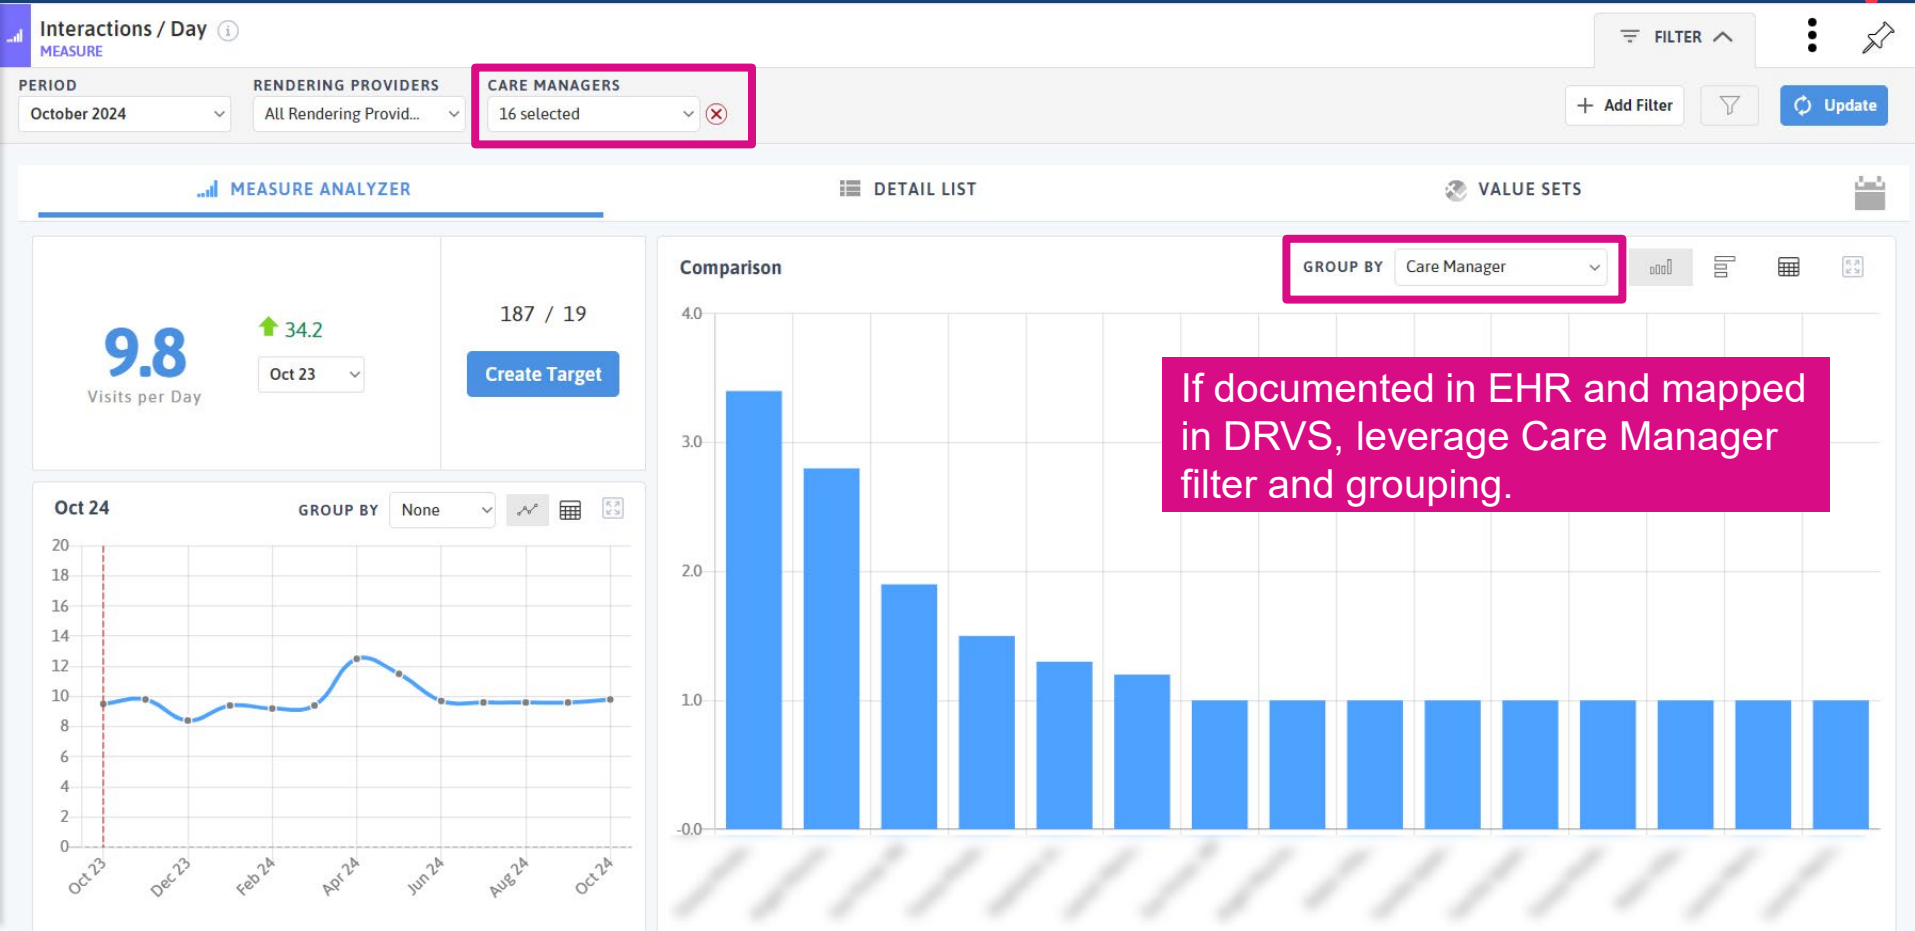 Interactions / Day
MEASURE
FILTER
PERIOD
RENDERING PROVIDERS
CARE MANAGERS
October 2024
All Rendering Provid...
16 selected
+ Add Filter
Update
MEASURE ANALYZER
DETAIL LIST
VALUE SETS
9.8
Visits per Day
34.2
Oct 23
187 / 19
Create Target
Comparison
GROUP BY
Care Manager
4.0
3.0
2.0
1.0
-0.0
If documented in EHR and mapped
in DRVS, leverage Care Manager
filter and grouping.
Oct 24
GROUP BY
None
20
18
16
14
12
10
8
6
4
2
0
Oct 23
Dec 23
Feb 24
Apr 24
Jun 24
Aug 24
Oct 24